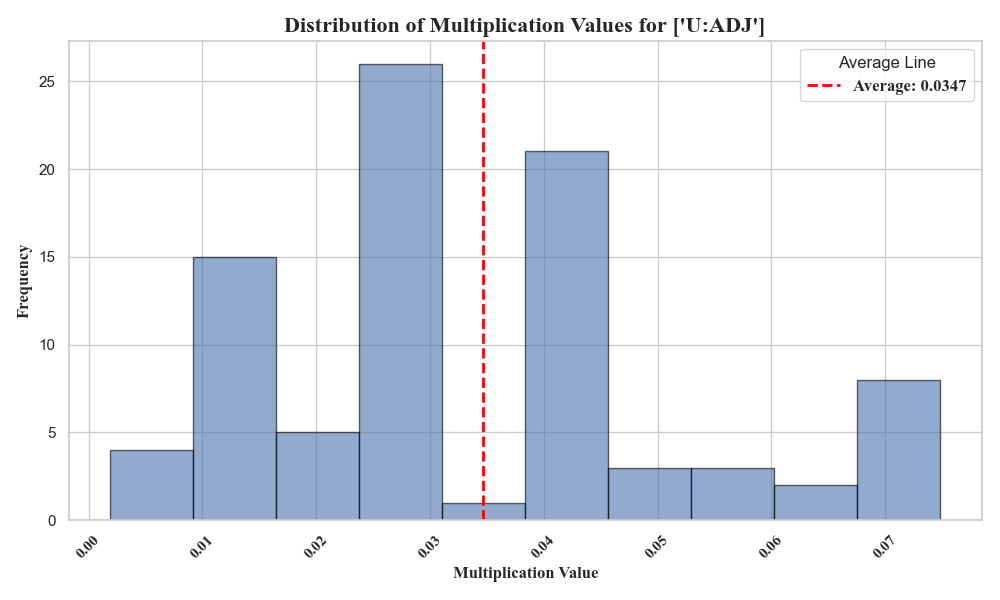 Distribution of Multiplication Values for ['U:ADJ']
Average Line
Average: 0.0347
Frequency
25
20
15
10
5
0
0.00 0.01 0.02 0.03 0.04 0.05 0.06 0.07
Multiplication Value